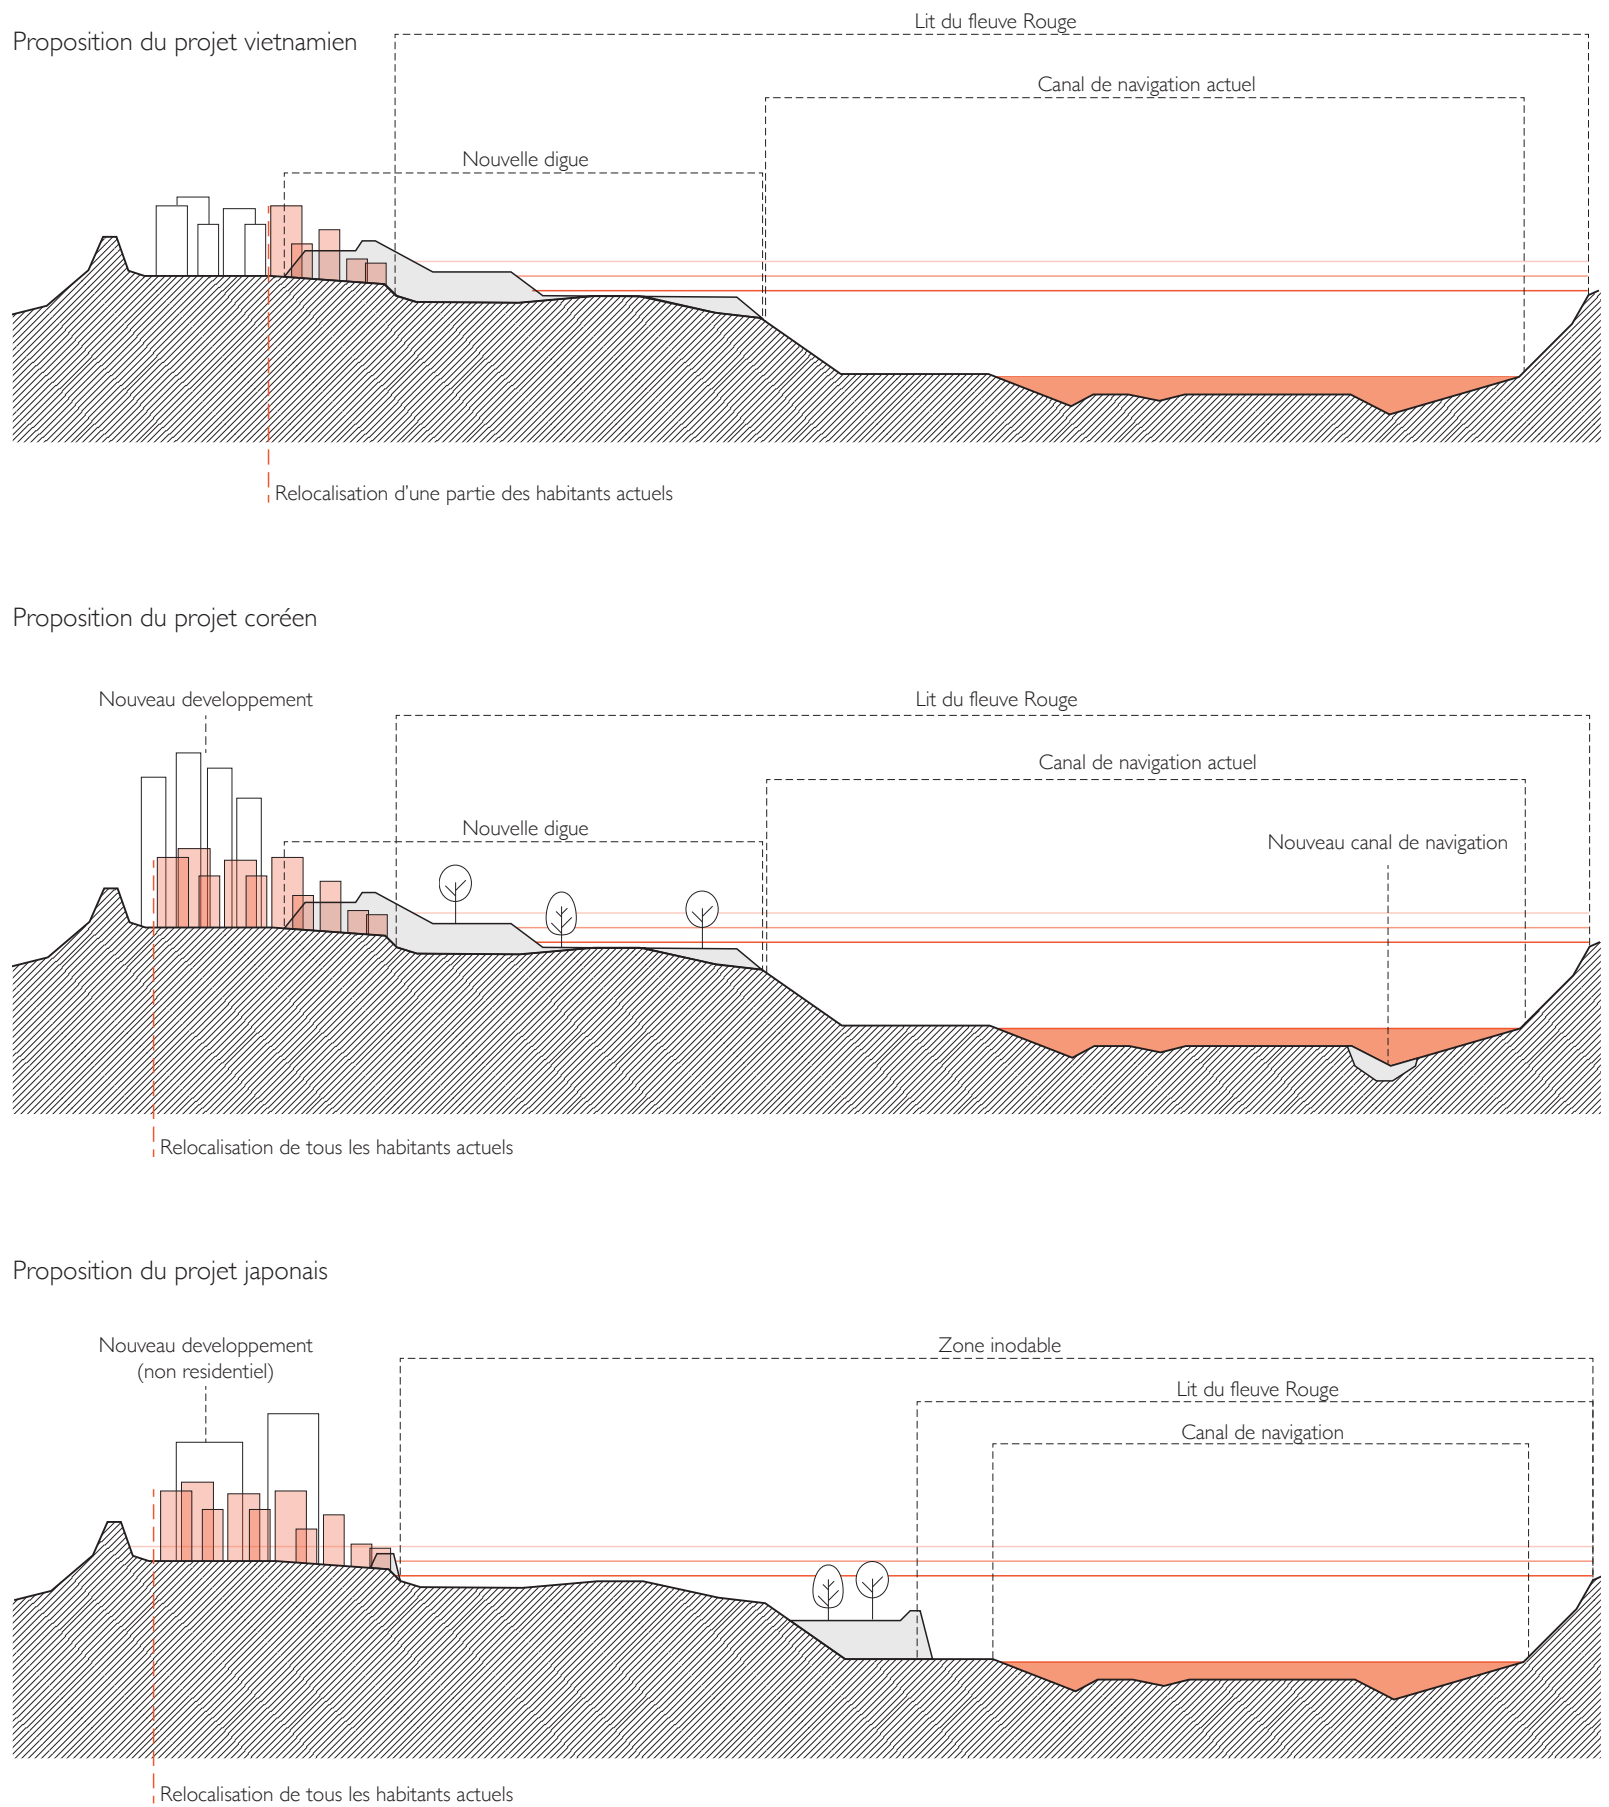 Proposition du projet vietnamien
Lit du fleuve Rouge
Canal de navigation actuel
Nouvelle digue
Relocalisation d'une partie des habitants actuels
Proposition du projet coréen
Nouveau developpement
Lit du fleuve Rouge
Canal de navigation actuel
Nouvelle digue
Nouveau canal de navigation
Relocalisation de tous les habitants actuels
Proposition du projet japonais
Nouveau developpement
(non residentiel)
Zone inodable
Lit du fleuve Rouge
Canal de navigation
Relocalisation de tous les habitants actuels